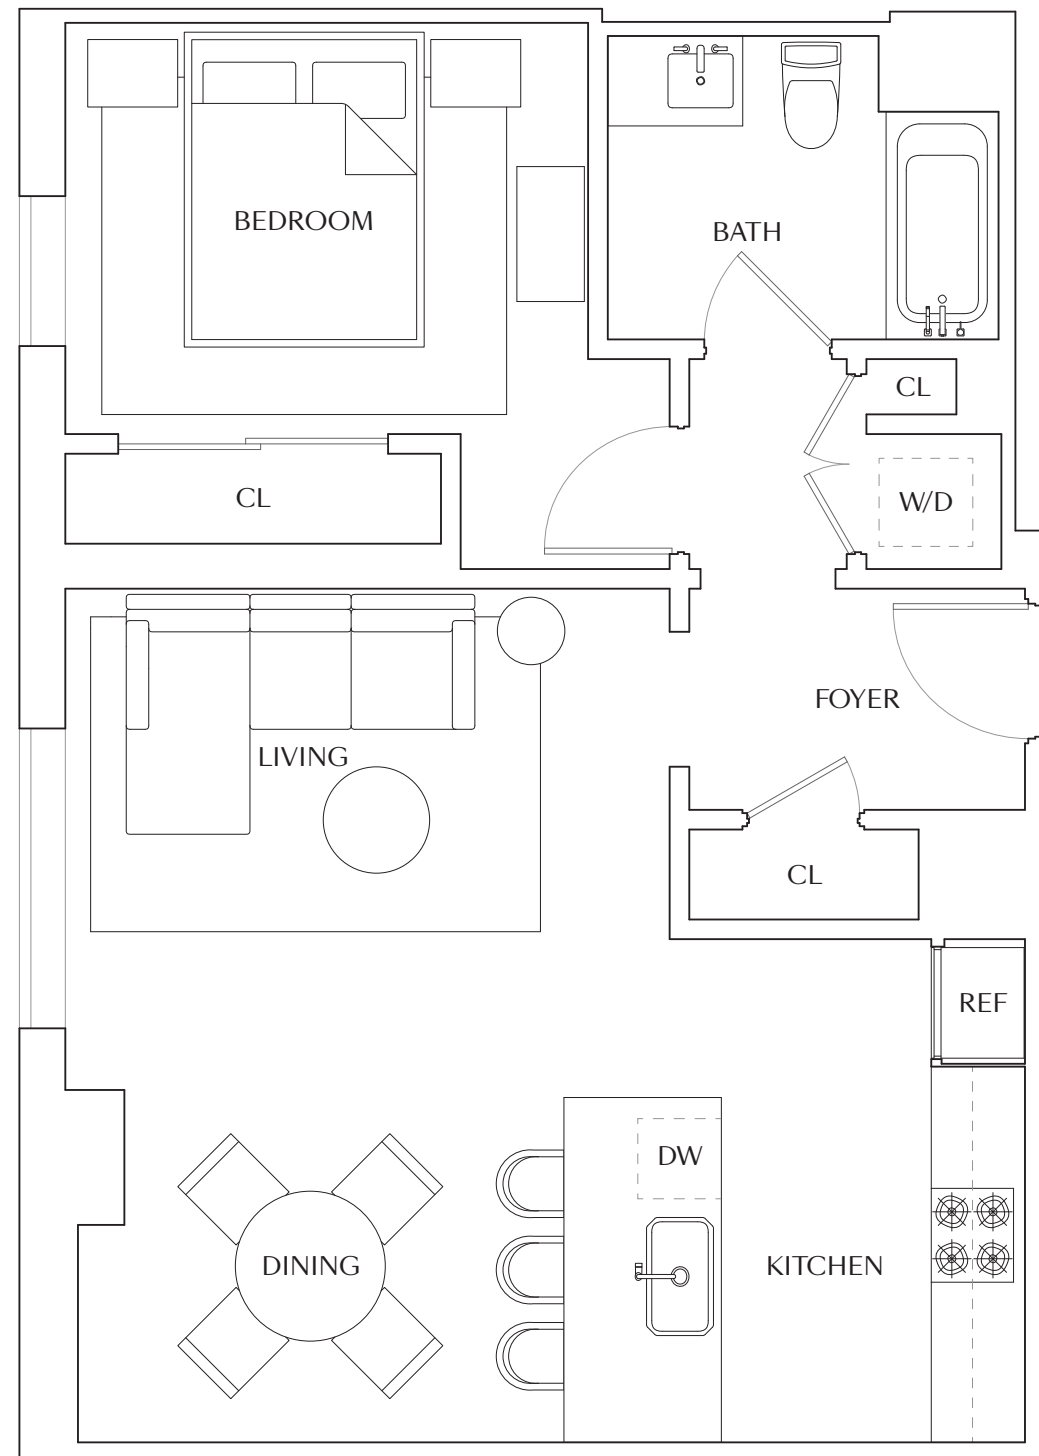 BEDROOM
BATH
CL
CL
W/D
FOYER
LIVING
CL
REF
DW
DINING
KITCHEN